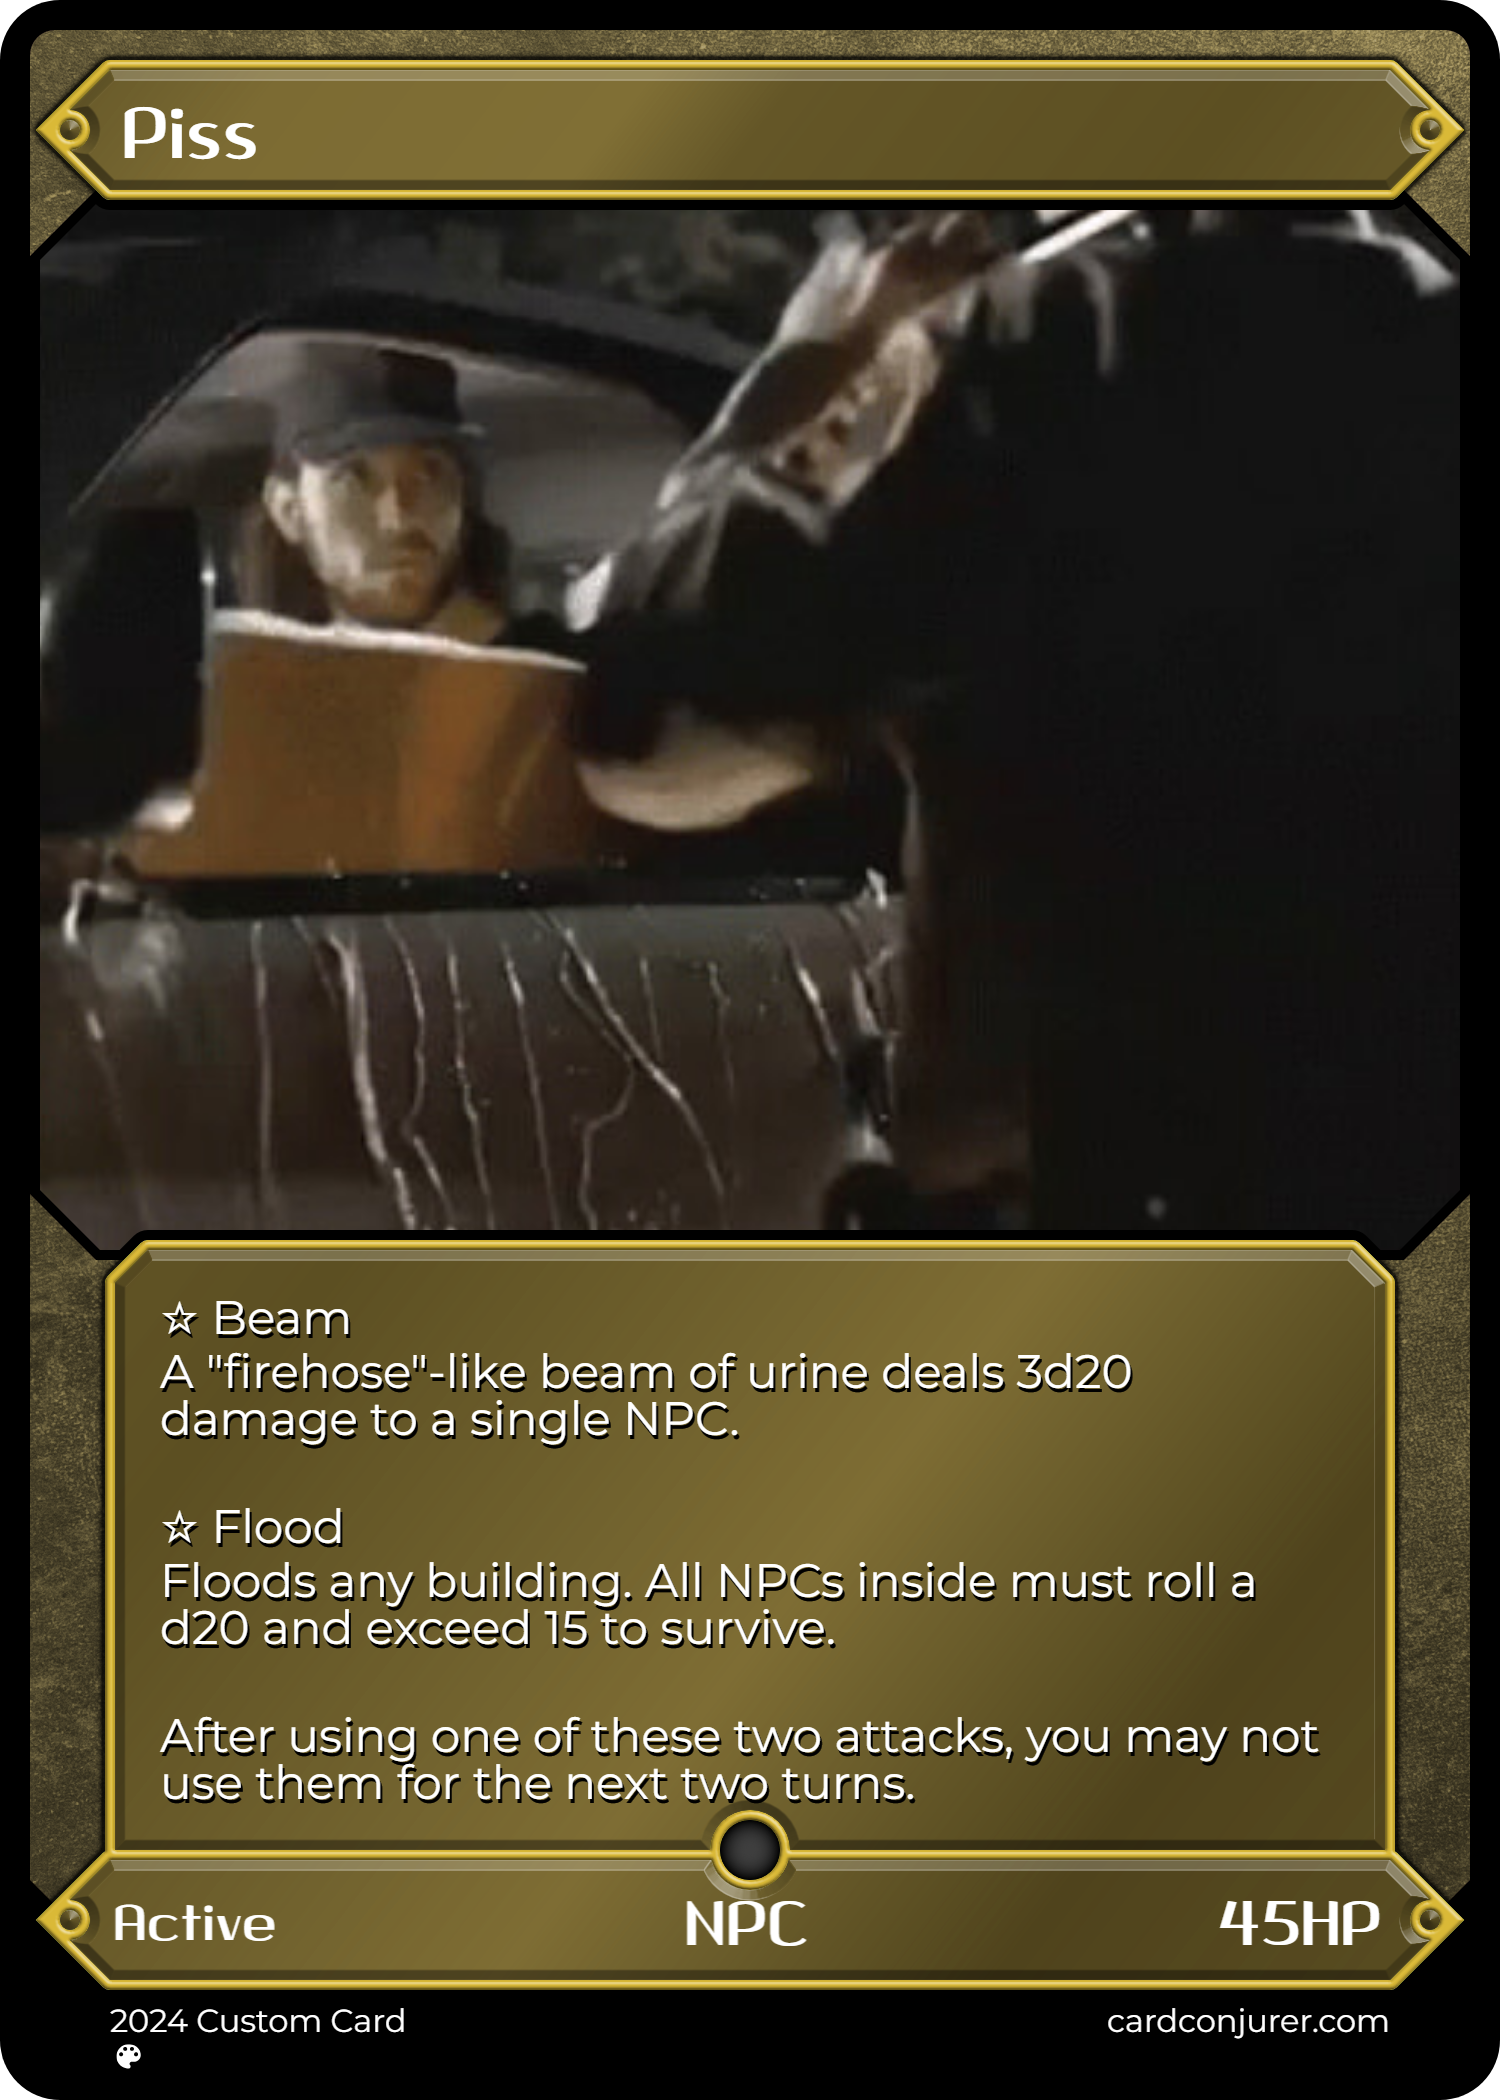 Piss
☆ Beam
A "firehose"-like beam of urine deals 3d20
damage to a single NPC.
☆ Flood
Floods any building. All NPCs inside must roll a
d20 and exceed 15 to survive.
After using one of these two attacks, you may not
use them for the next two turns.
Active
NPC
45HP
2024 Custom Card
cardconjurer.com